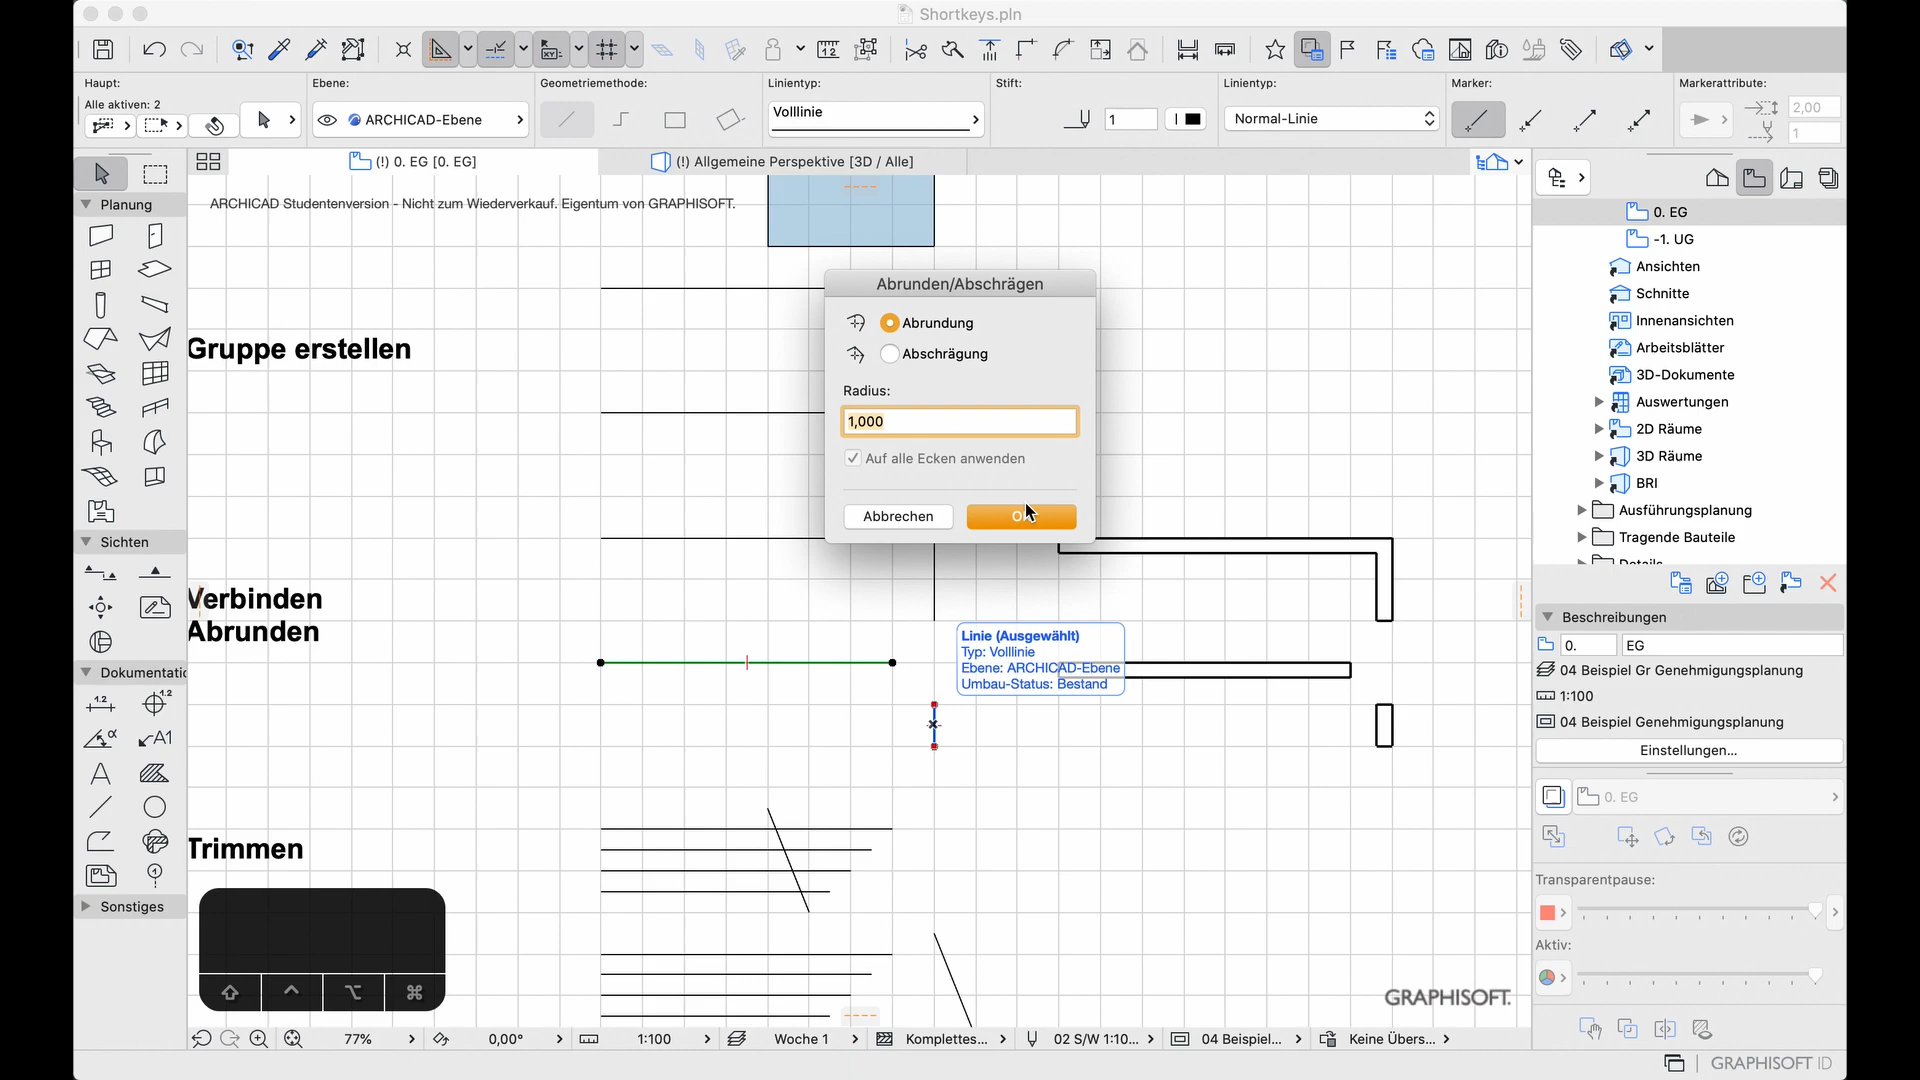 Shortkeys.pln
Haupt:
Alle aktiven: 2
Ebene:
ARCHICAD-Ebene
Geometriemethode:
Linientyp:
Volllinie
Stift:
1
Linientyp:
Normal-Linie
Marker:
Markerattribute:
2,00
1
(!) 0. EG [0. EG]
(!) Allgemeine Perspektive [3D / Alle]
Planung
Sichten
Dokumentatic
1.2
1.2
A1
Sonstiges
ARCHICAD Studentenversion - Nicht zum Wiederverkauf. Eigentum von GRAPHISOFT.
Gruppe erstellen
Verbinden
Abrunden
Trimmen
Abrunden/Abschrägen
Abrundung
Abschrägung
Radius:
1,000
Auf alle Ecken anwenden
Abbrechen
Linie (Ausgewählt)
Typ: Volllinie
Ebene: ARCHICAD-Ebene
Umbau-Status: Bestand
GRAPHISOFT.
0. EG
-1. UG
Ansichten
Schnitte
Innenansichten
Arbeitsblätter
3D-Dokumente
Auswertungen
2D Räume
3D Räume
BRI
Ausführungsplanung
Tragende Bauteile
Beschreibungen
0.
EG
04 Beispiel Gr Genehmigungsplanung
1:100
04 Beispiel Genehmigungsplanung
Einstellungen...
0. EG
Transparentpause:
Aktiv:
77%
0,00°
1:100
Woche 1
Komplettes...
02 S/W 1:10...
04 Beispiel...
Keine Übers...
GRAPHISOFT ID